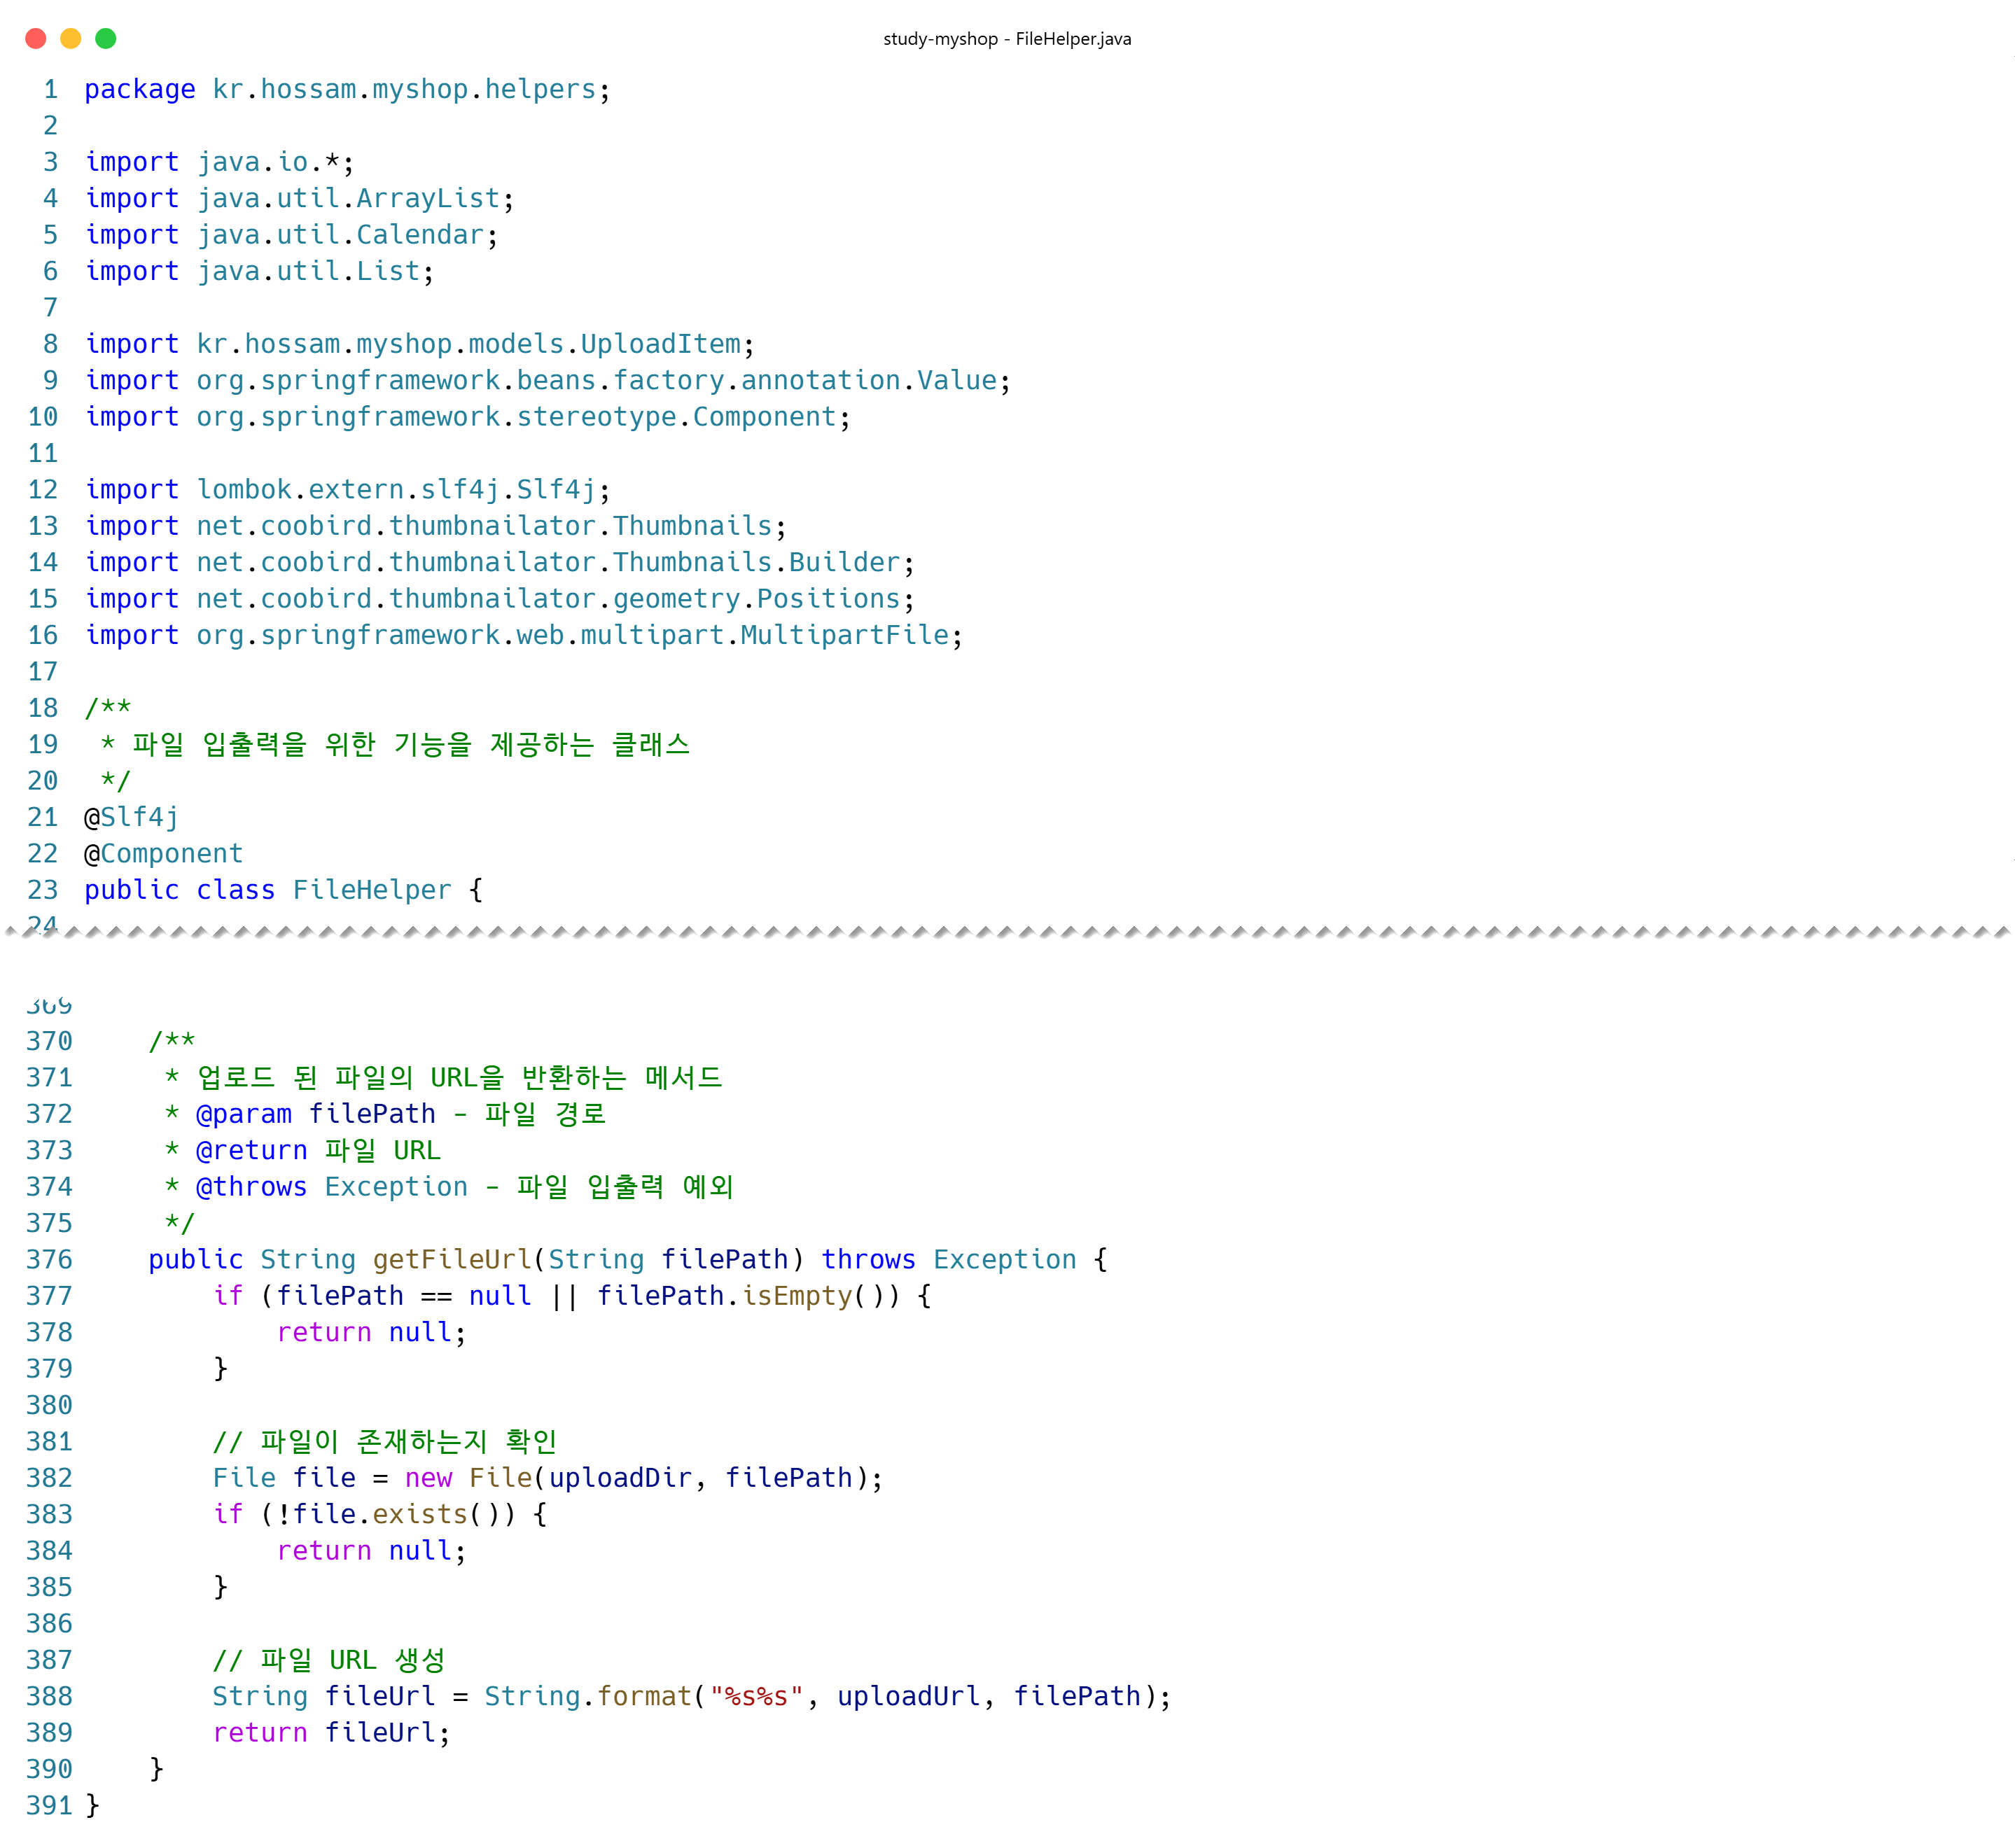 study-myshop - FileHelper.java
1 package kr.hossam.myshop.helpers;
2
3 import java.io.*;
4 import java.util.ArrayList;
5 import java.util.Calendar;
6 import java.util.List;
7
8 import kr.hossam.myshop.models.UploadItem;
9 import org.springframework.beans.factory.annotation.Value;
10 import org.springframework.stereotype.Component;
11
12 import lombok.extern.slf4j.Slf4j;
13 import net.coobird.thumbnailator.Thumbnails;
14 import net.coobird.thumbnailator.Thumbnails.Builder;
15 import net.coobird.thumbnailator.geometry.Positions;
16 import org.springframework.web.multipart.MultipartFile;
17
18 /**
19  * 파일 입출력을 위한 기능을 제공하는 클래스
20  */
21 @Slf4j
22 @Component
23 public class FileHelper {
24
369
370     /**
371      * 업로드 된 파일의 URL을 반환하는 메서드
372      * @param filePath - 파일 경로
373      * @return 파일 URL
374      * @throws Exception - 파일 입출력 예외
375      */
376     public String getFileUrl(String filePath) throws Exception {
377         if (filePath == null || filePath.isEmpty()) {
378             return null;
379         }
380
381         // 파일이 존재하는지 확인
382         File file = new File(uploadDir, filePath);
383         if (!file.exists()) {
384             return null;
385         }
386
387         // 파일 URL 생성
388         String fileUrl = String.format("%s%s", uploadUrl, filePath);
389         return fileUrl;
390     }
391 }